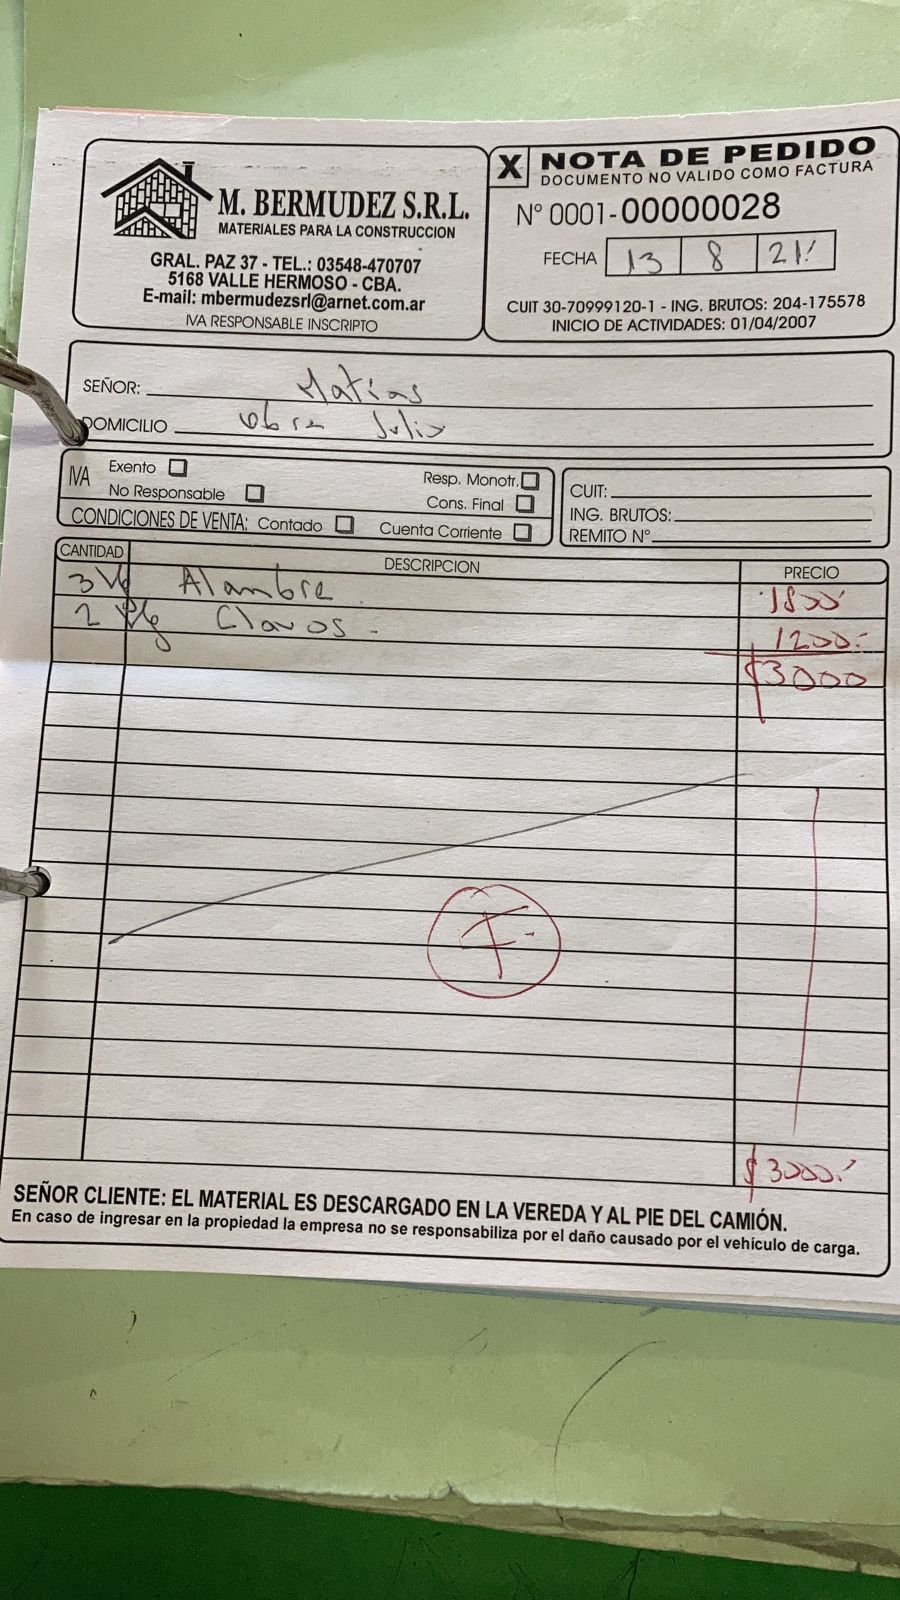 M. BERMUDEZ S.R.L.
MATERIALES PARA LA CONSTRUCCION
GRAL. PAZ 37 - TEL.: 03548-470707
5168 VALLE HERMOSO - CBA.
E-mail: mbermudezsrl@arnet.com.ar
IVA RESPONSABLE INSCRIPTO
X NOTA DE PEDIDO
DOCUMENTO NO VALIDO COMO FACTURA
N° 0001-00000028
FECHA 13 8 21
CUIT 30-70999120-1 - ING. BRUTOS: 204-175578
INICIO DE ACTIVIDADES: 01/04/2007
SEÑOR: Matias
DOMICILIO Obra Julio
IVA Exento
No Responsable
Resp. Monotr.
Cons. Final
CONDICIONES DE VENTA: Contado Cuenta Corriente
CUIT:
ING. BRUTOS:
REMITO N°
CANTIDAD DESCRIPCION PRECIO
3 Kg Alambre 1800
2 Kg Clavos 1200
$3000
F
$3000
SEÑOR CLIENTE: EL MATERIAL ES DESCARGADO EN LA VEREDA Y AL PIE DEL CAMIÓN.
En caso de ingresar en la propiedad la empresa no se responsabiliza por el daño causado por el vehículo de carga.